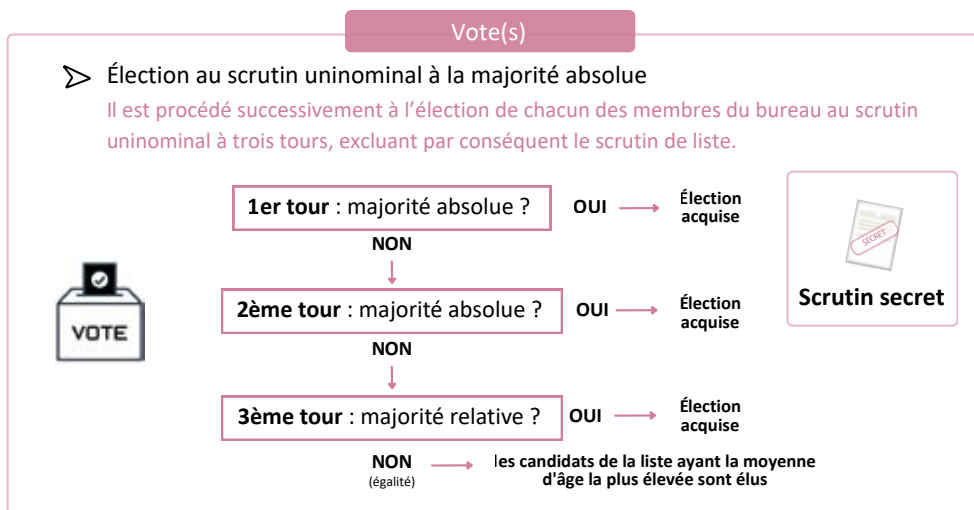 Vote(s)
Élection au scrutin uninominal à la majorité absolue
Il est procédé successivement à l'élection de chacun des membres du bureau au scrutin
uninominal à trois tours, excluant par conséquent le scrutin de liste.
1er tour : majorité absolue ?
OUI
Élection
acquise
NON
SECRET
Scrutin secret
VOTE
2ème tour : majorité absolue ?
OUI
Élection
acquise
NON
3ème tour : majorité relative ?
OUI
Élection
acquise
NON
(égalité)
les candidats de la liste ayant la moyenne
d'âge la plus élevée sont élus